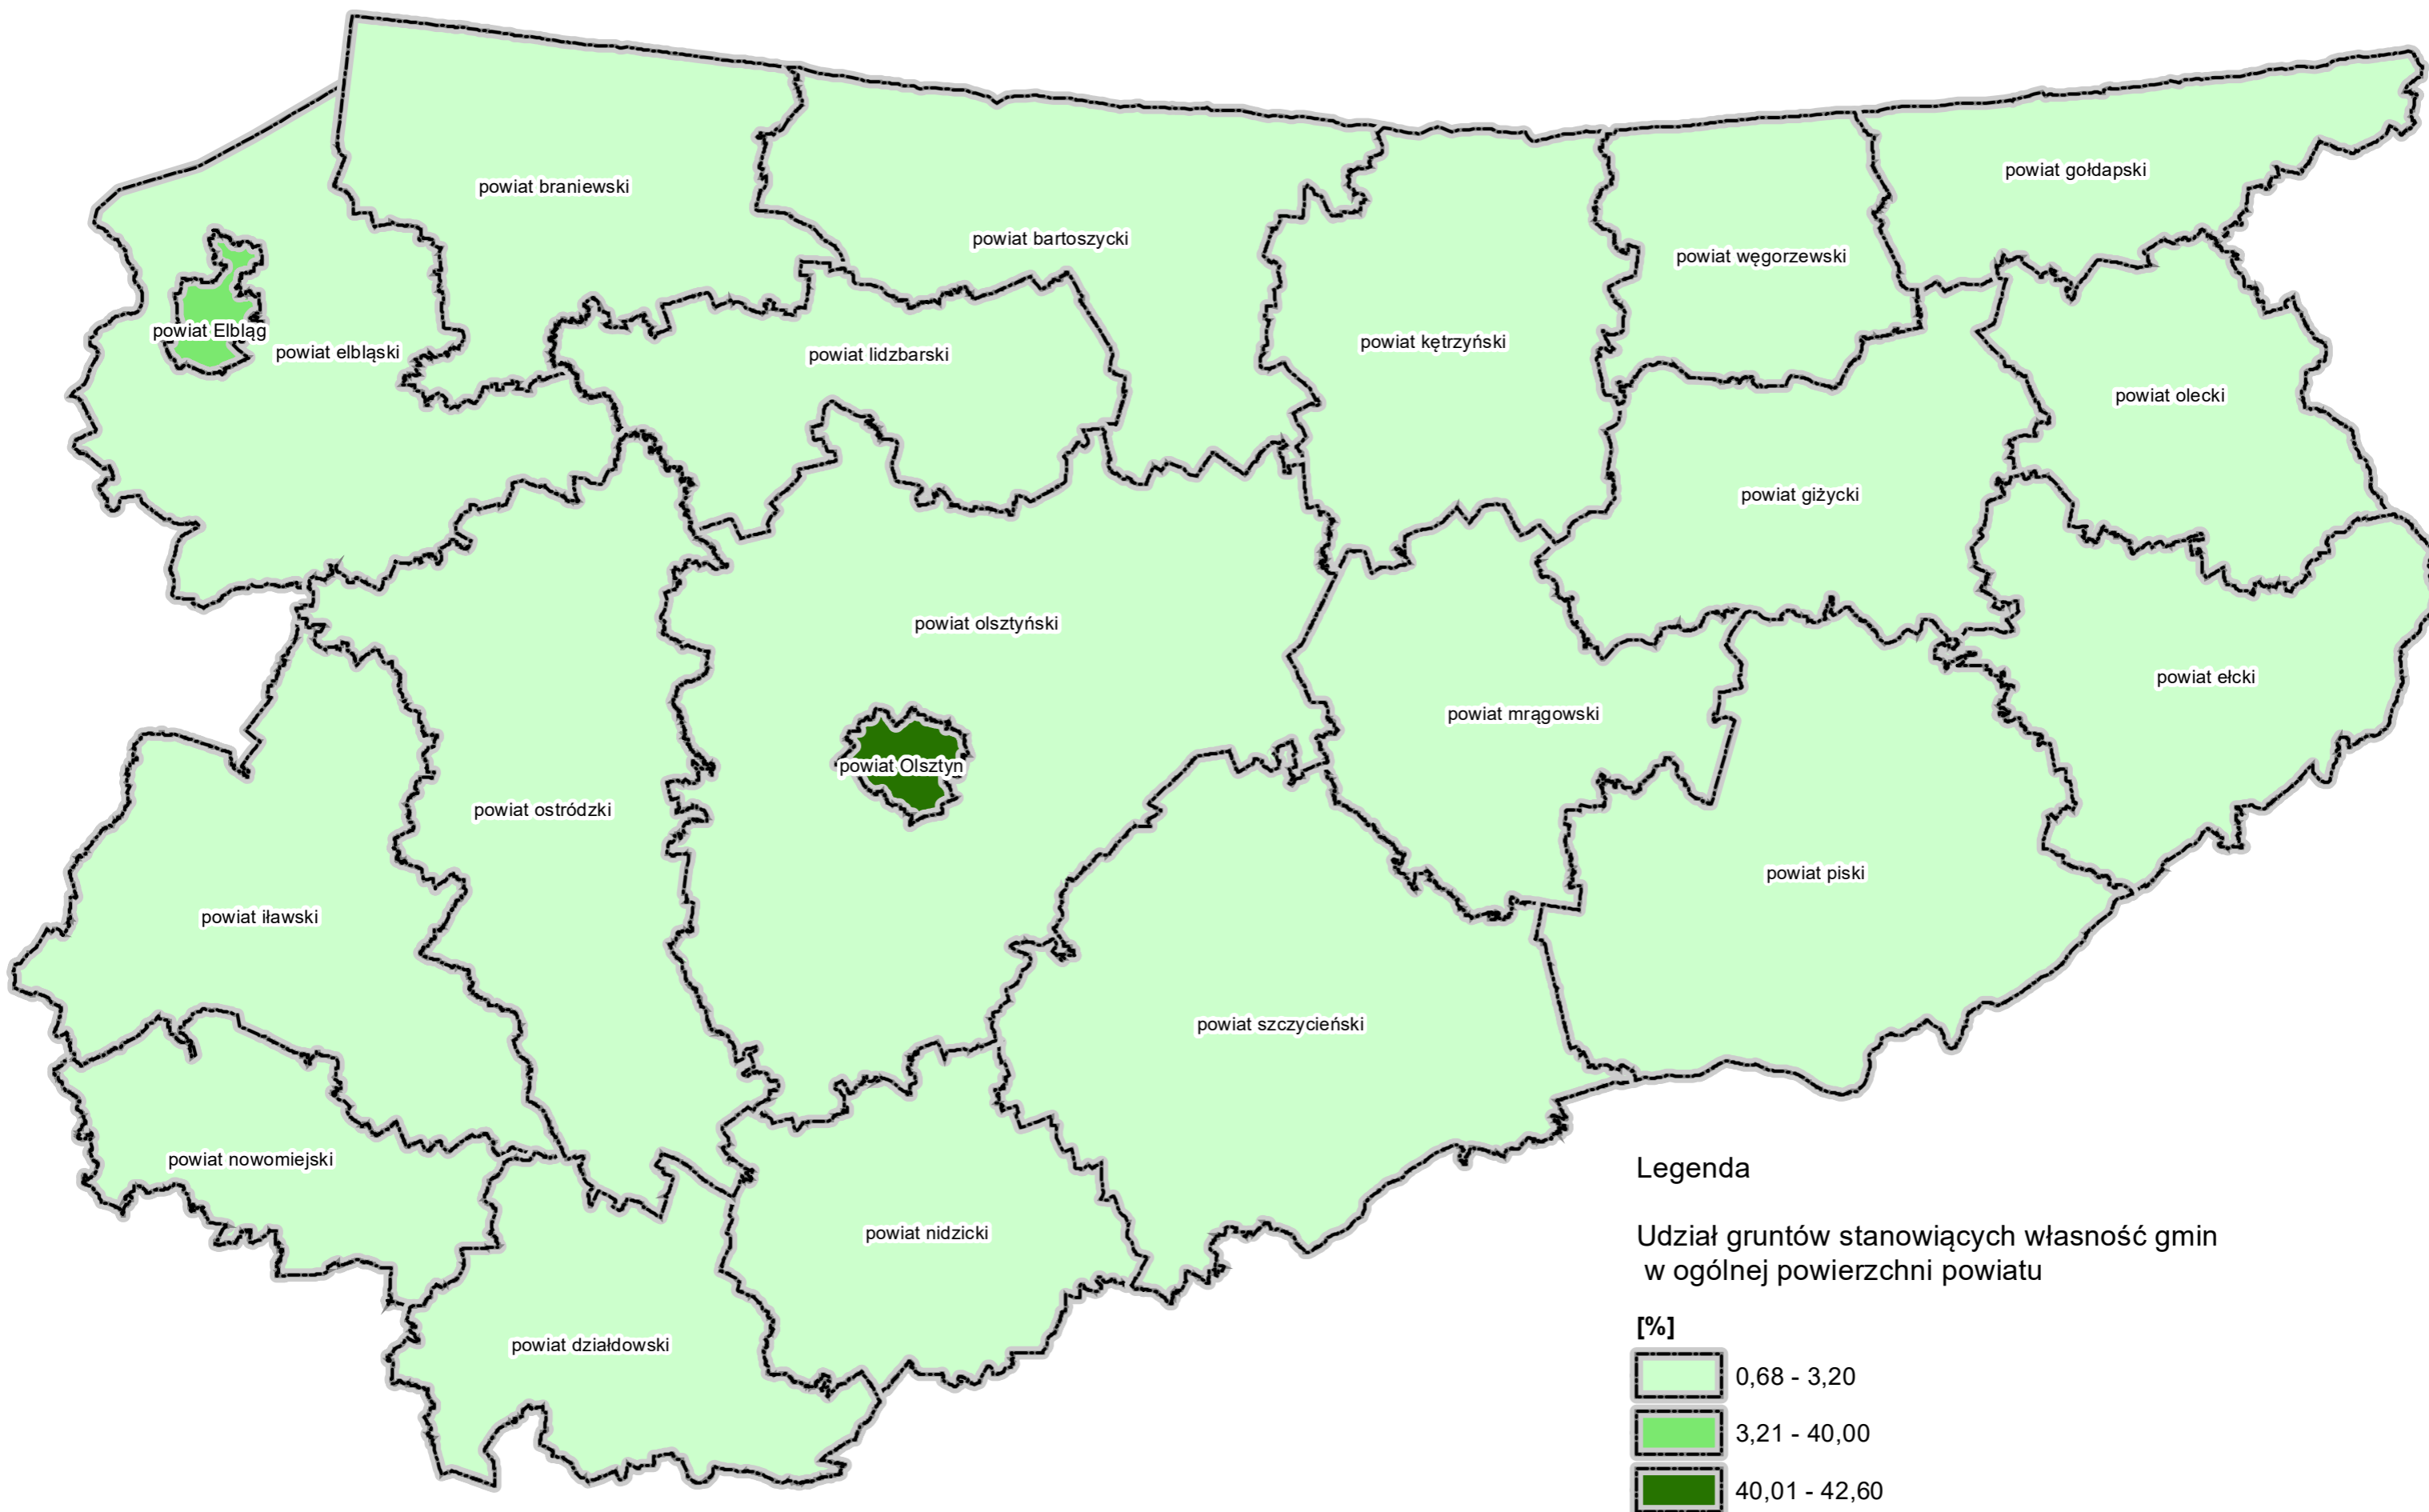 powiat gołdapski
powiat braniewski
powiat bartoszycki
powiat węgorzewski
powiat Elbląg
powiat kętrzyński
powiat elbląski
powiat lidzbarski
powiat olecki
powiat giżycki
powiat olsztyński
powiat ełcki
powiat mrągowski
powiat Olsztyn
powiat ostródzki
powiat piski
powiat iławski
powiat szczycieński
powiat nowomiejski
powiat nidzicki
powiat działdowski
Legenda
Udział gruntów stanowiących własność gmin
w ogólnej powierzchni powiatu
[%]
0,68 - 3,20
3,21 - 40,00
40,01 - 42,60